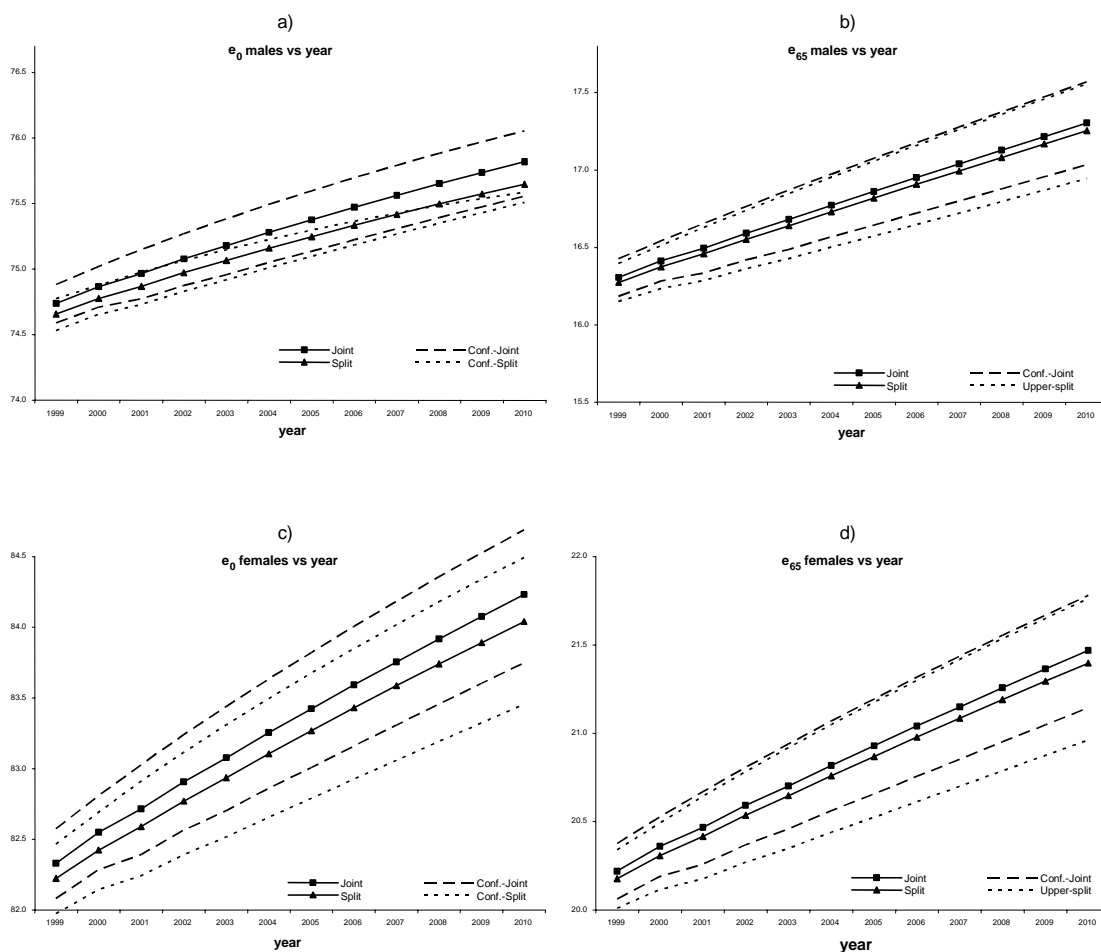 a)
e0 males vs year
76.5
76.0
75.5
75.0
74.5
74.0
Joint
Conf.-Joint
Split
Conf.-Split
1999 2000 2001 2002 2003 2004 2005 2006 2007 2008 2009 2010
year
b)
e65 males vs year
17.5
17.0
16.5
16.0
15.5
Joint
Conf.-Joint
Split
Upper-split
1999 2000 2001 2002 2003 2004 2005 2006 2007 2008 2009 2010
year
c)
e0 females vs year
84.5
84.0
83.5
83.0
82.5
82.0
Joint
Conf.-Joint
Split
Conf.-Split
1999 2000 2001 2002 2003 2004 2005 2006 2007 2008 2009 2010
year
d)
e65 females vs year
22.0
21.5
21.0
20.5
20.0
Joint
Conf.-Joint
Split
Upper-split
1999 2000 2001 2002 2003 2004 2005 2006 2007 2008 2009 2010
year